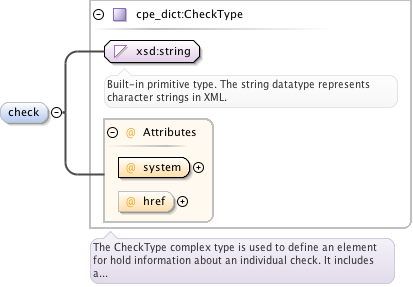 cpe_dict:CheckType
xsd:string
Built-in primitive type. The string datatype represents
character strings in XML.
check
@ Attributes
@ system
@ href
The CheckType complex type is used to define an element
for hold information about an individual check. It includes
a...